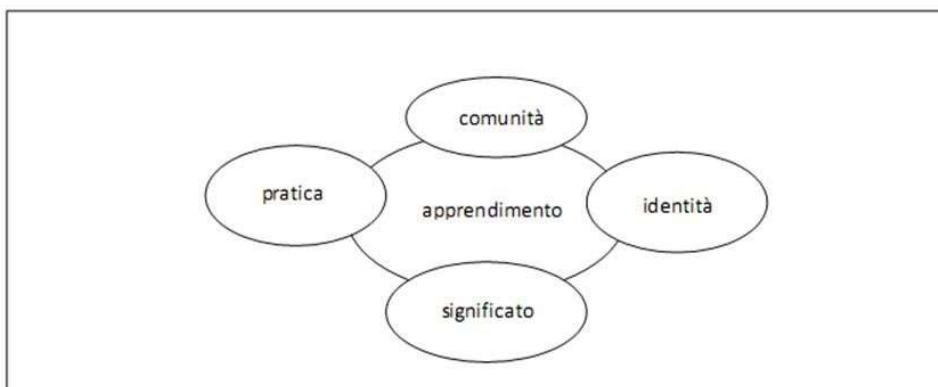 comunità
pratica
apprendimento
identità
significato